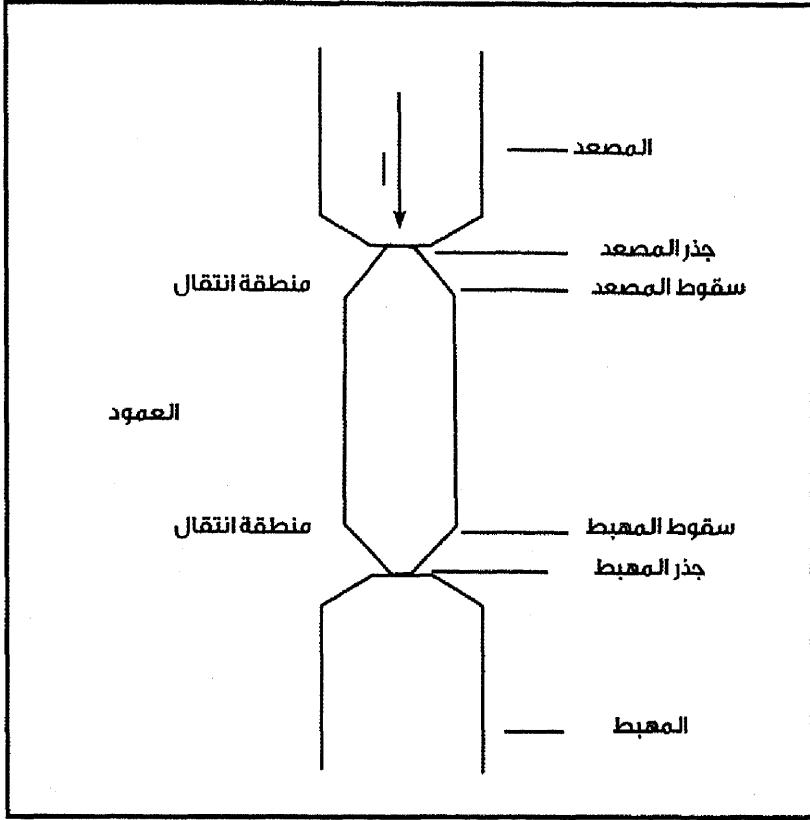 المصعد
I
جذر المصعد
سقوط المصعد
منطقة انتقال
العمود
سقوط المهبط
منطقة انتقال
جذر المهبط
المهبط